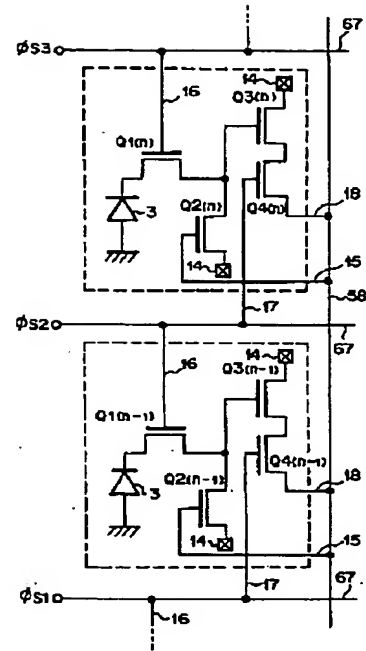 φS3 67
14
16 Q3(n)
Q1(n)
Q2(n) Q4(n)
3 18
14 15
58
17
φS2 67
14
16 Q3(n-1)
Q1(n-1)
Q2(n-1) Q4(n-1)
3 18
14 15
17
φS1 67
16